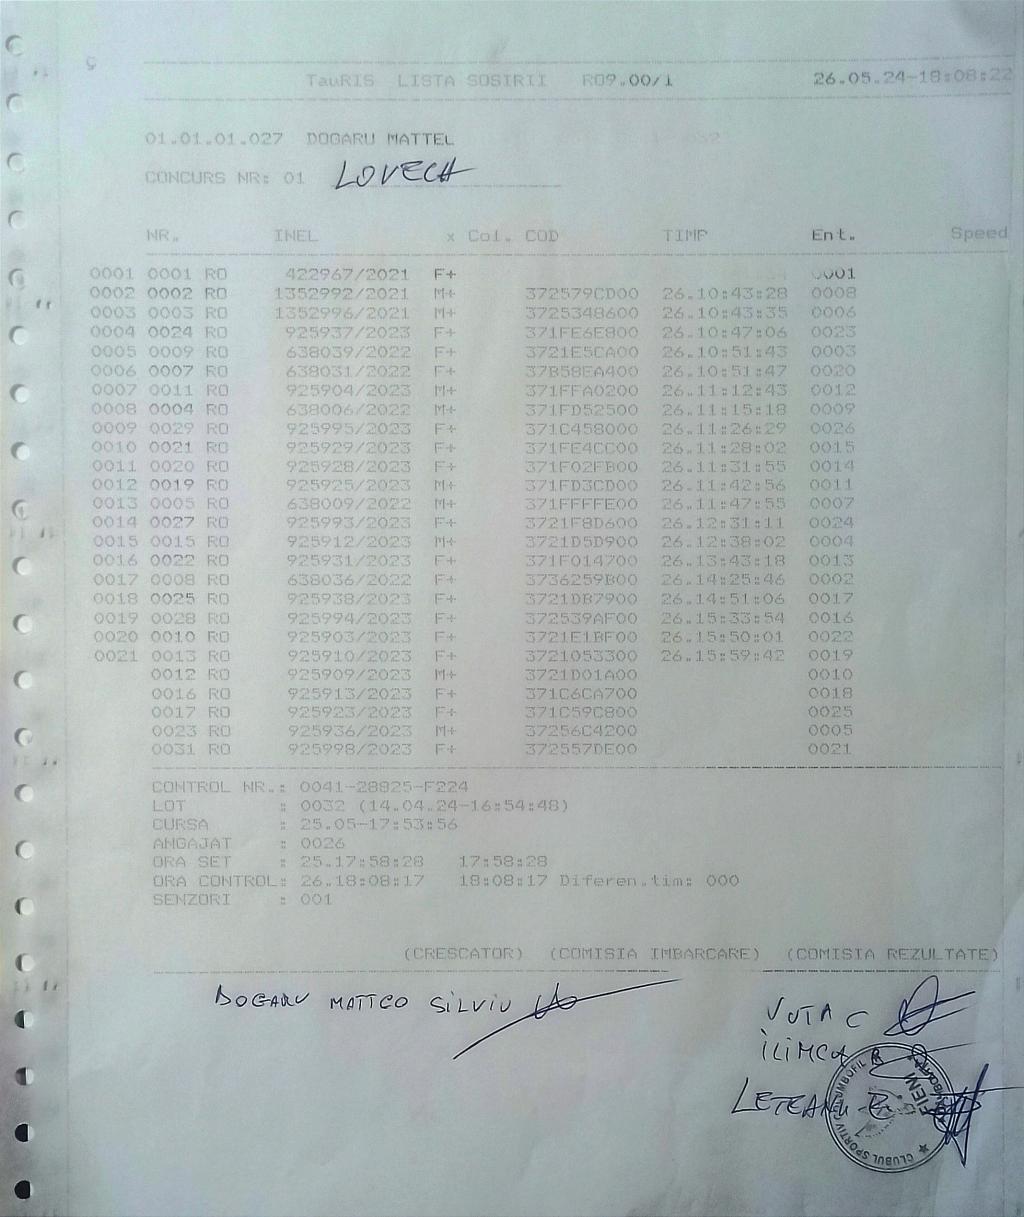 TauRIS LISTA SOSIRII R09.00/1 26.05.24-18:08:22
01.01.01.027 DOGARU MATTEL
CONCURS NR: 01 LOVECH
NR. INEL x Col. COD TIMP Ent. Speed
0001 0001 RO 422967/2021 F+ 0001
0002 0002 RO 1352992/2021 M+ 372579CD00 26.10:43:28 0008
0003 0003 RO 1352996/2021 M+ 3725348600 26.10:43:35 0006
0004 0024 RO 925937/2023 F+ 371FE6E800 26.10:47:06 0023
0005 0009 RO 638039/2022 F+ 3721E5CA00 26.10:51:43 0003
0006 0007 RO 638031/2022 F+ 37B58EA400 26.10:51:47 0020
0007 0011 RO 925904/2023 M+ 371FFA0200 26.11:12:43 0012
0008 0004 RO 638006/2022 M+ 371FD52500 26.11:15:18 0009
0009 0029 RO 925995/2023 F+ 371C458000 26.11:26:29 0026
0010 0021 RO 925929/2023 F+ 371FE4CC00 26.11:28:02 0015
0011 0020 RO 925928/2023 F+ 371F02FB00 26.11:31:55 0014
0012 0019 RO 925925/2023 M+ 371FD3CD00 26.11:42:56 0011
0013 0005 RO 638009/2022 M+ 371FFFFE00 26.11:47:55 0007
0014 0027 RO 925993/2023 F+ 3721F8D600 26.12:31:11 0024
0015 0015 RO 925912/2023 M+ 3721D5D900 26.12:38:02 0004
0016 0022 RO 925931/2023 F+ 371F014700 26.13:43:18 0013
0017 0008 RO 638036/2022 F+ 3736259B00 26.14:25:46 0002
0018 0025 RO 925938/2023 F+ 3721DB7900 26.14:51:06 0017
0019 0028 RO 925994/2023 F+ 372539AF00 26.15:33:54 0016
0020 0010 RO 925903/2023 F+ 3721E1BF00 26.15:50:01 0022
0021 0013 RO 925910/2023 F+ 3721053300 26.15:59:42 0019
0012 RO 925909/2023 M+ 3721D01A00 0010
0016 RO 925913/2023 F+ 371C6CA700 0018
0017 RO 925923/2023 F+ 371C59C800 0025
0023 RO 925936/2023 M+ 37256C4200 0005
0031 RO 925998/2023 F+ 372557DE00 0021
CONTROL NR.: 0041-28825-F224
LOT : 0032 (14.04.24-16:54:48)
CURSA : 25.05-17:53:56
ANGAJAT : 0026
ORA SET : 25.17:58:28 17:58:28
ORA CONTROL: 26.18:08:17 18:08:17 Diferen.tim: 000
SENZORI : 001
(CRESCATOR) (COMISIA IMBARCARE) (COMISIA REZULTATE)
DOGARU MATTEO SILVIU
VUTA C
ILIMCA R
LETEANU
CLUBUL SPORTIV COLUMBOFIL
FIENI